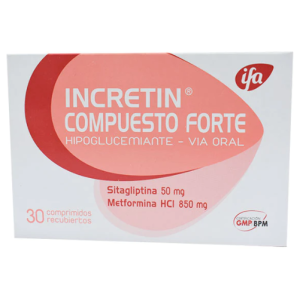 ifa
INCRETIN®
COMPUESTO FORTE
HIPOGLUCEMIANTE - VIA ORAL
Sitagliptina 50 mg
Metformina HCl 850 mg
30 comprimidos
recubiertos
GMP BPM